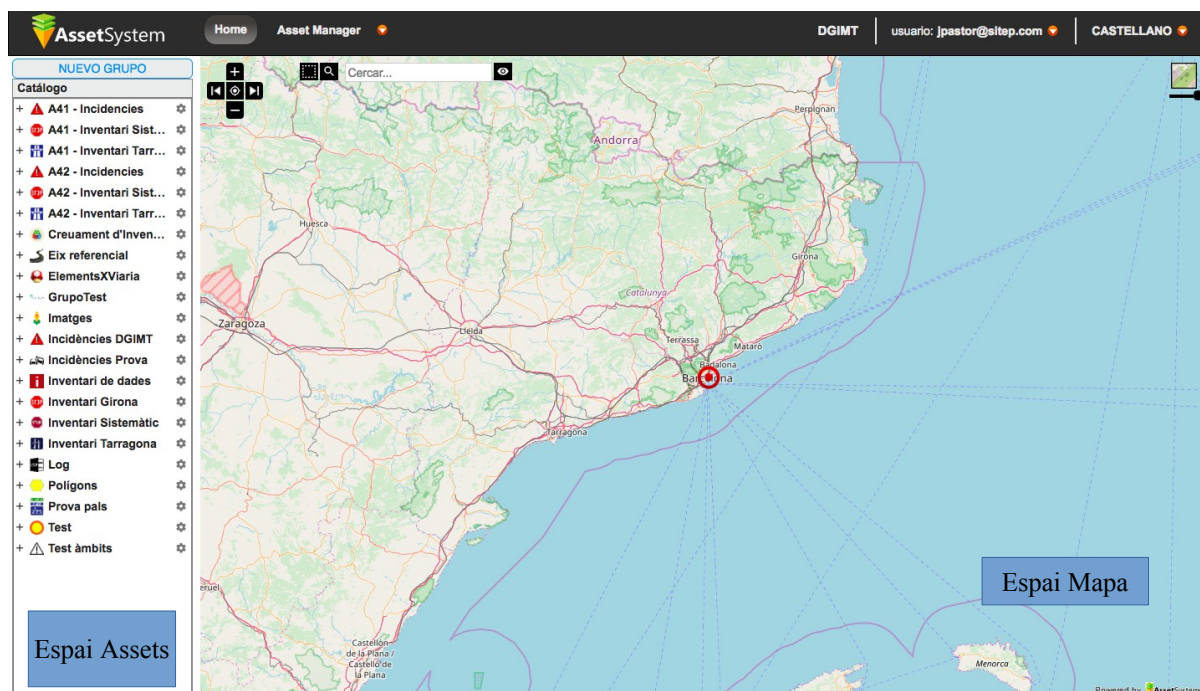 AssetSystem
Home
Asset Manager
DGIMT
usuario: jpastor@sitep.com
CASTELLANO
NUEVO GRUPO
Catálogo
+ A41 - Incidencies
+ A41 - Inventari Sist...
+ A41 - Inventari Tarr...
+ A42 - Incidencies
+ A42 - Inventari Sist...
+ A42 - Inventari Tarr...
+ Creuament d'Inven...
+ Eix referencial
+ ElementsXViaria
+ GrupoTest
+ Imatges
+ Incidències DGIMT
+ Incidències Prova
+ Inventari de dades
+ Inventari Girona
+ Inventari Sistemàtic
+ Inventari Tarragona
+ Log
+ Polígons
+ Prova pals
+ Test
+ Test àmbits
Espai Assets
Cercar...
Perpignan
Andorra
Huesca
Girona
Catalunya
Zaragoza
Lleida
Terrassa
Mataró
Badalona
Barcelona
Tarragona
Castellón
de la Plana /
Castelló de
la Plana
Menorca
Espai Mapa
Powered by AssetSystem